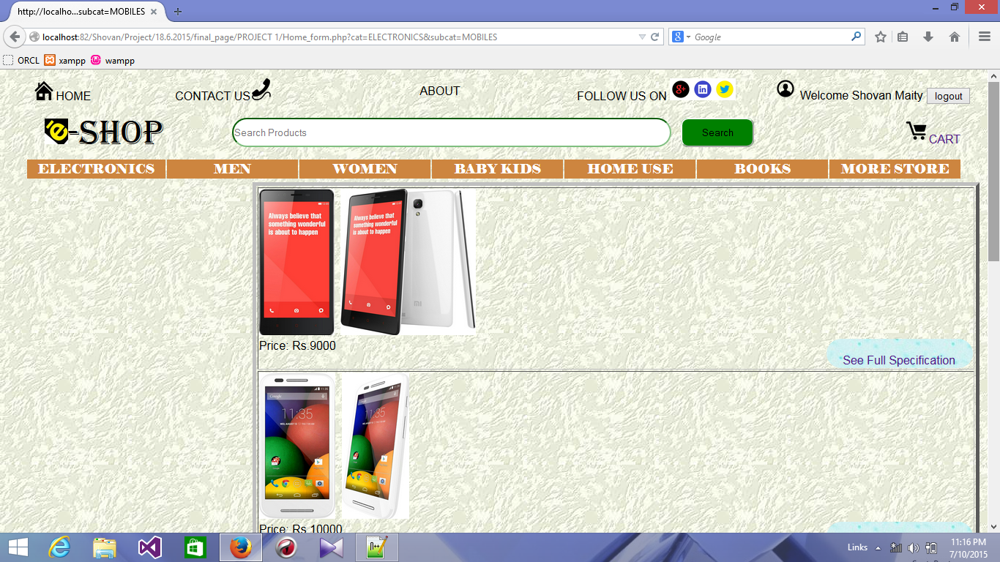 http://localho...subcat=MOBILES
localhost:82/Shovan/Project/18.6.2015/final_page/PROJECT 1/Home_form.php?cat=ELECTRONICS&subcat=MOBILES
Google
ORCL xampp wampp
HOME CONTACT US ABOUT FOLLOW US ON Welcome Shovan Maity logout
e-SHOP Search Products Search CART
ELECTRONICS MEN WOMEN BABY KIDS HOME USE BOOKS MORE STORE
Always believe that
something wonderful
is about to happen
Always believe that
something wonderful
is about to happen
MI
Price: Rs.9000
See Full Specification
Google
11:35
11:35
Price: Rs.10000
Links 11:16 PM
7/10/2015